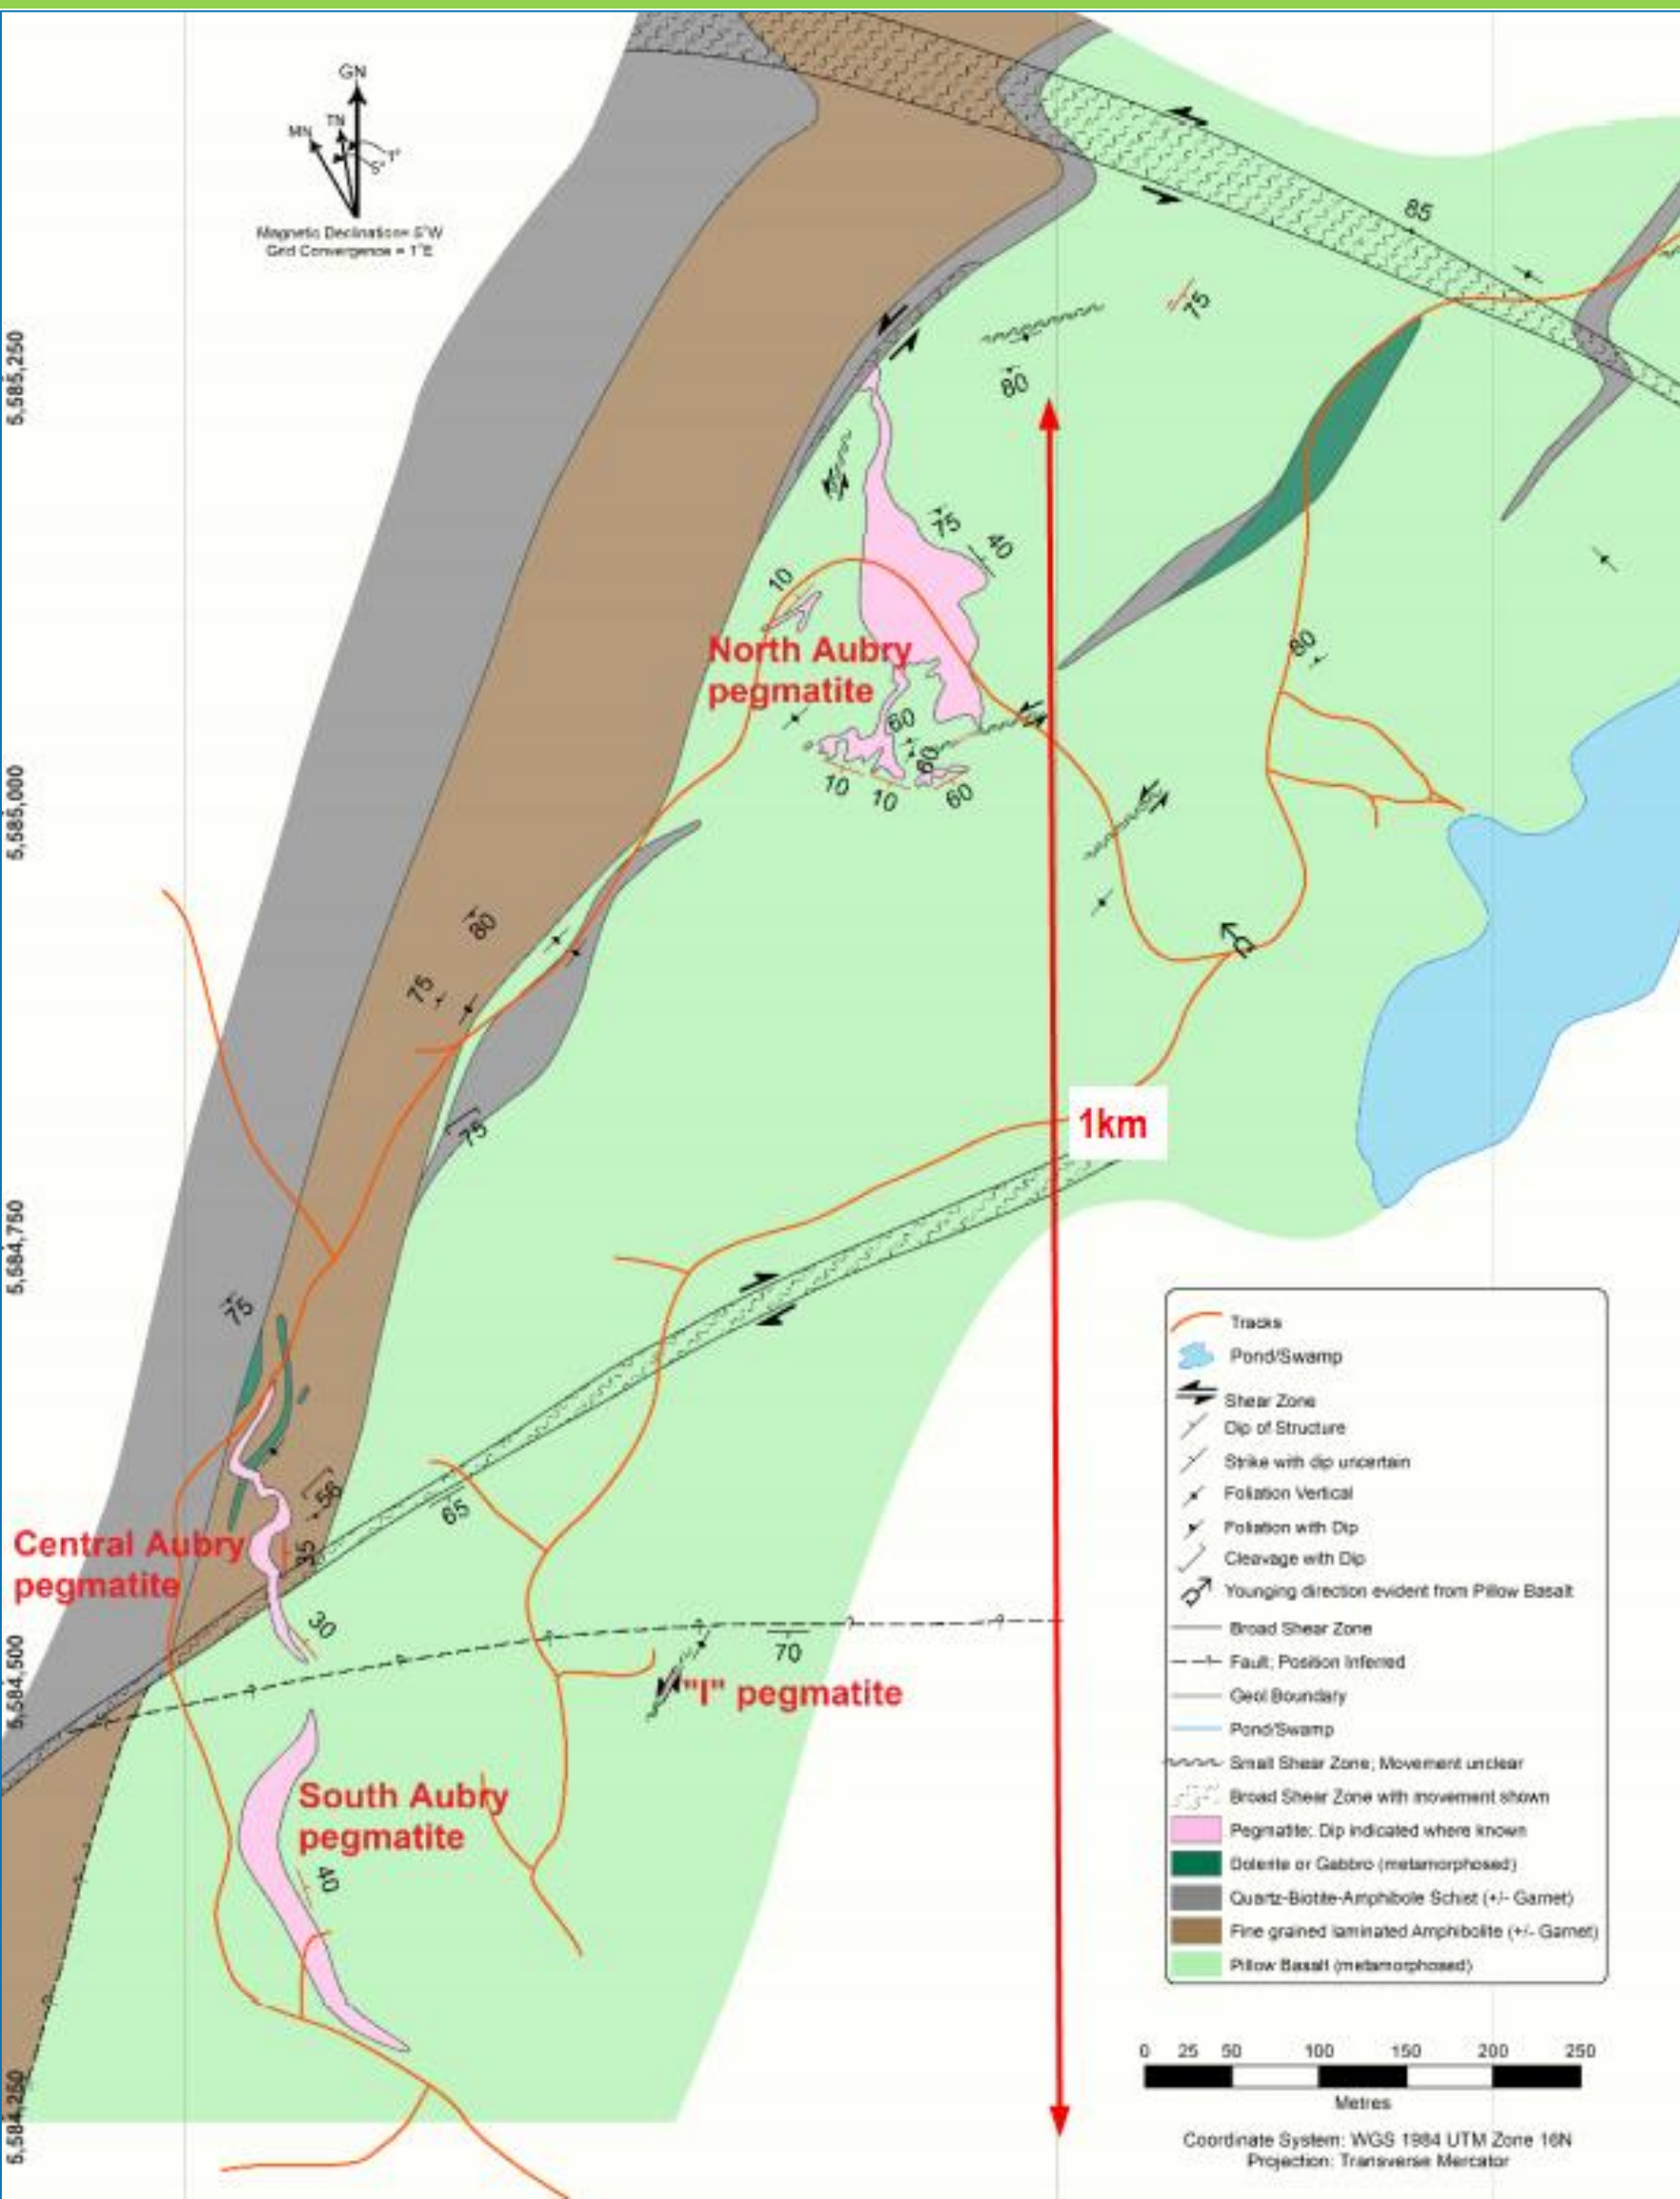 GN
TN
MN
1°
5°
Magnetic Declination= 5°W
Grid Convergence = 1°E
85
5,585,250
75
80
75
40
10
North Aubry
pegmatite
80
60
60
10
10
60
5,585,000
80
75
75
1km
5,584,750
75
56
65
Central Aubry
pegmatite
35
30
5,584,500
70
"I" pegmatite
South Aubry
pegmatite
40
5,584,250
Tracks
Pond/Swamp
Shear Zone
Dip of Structure
Strike with dip uncertain
Foliation Vertical
Foliation with Dip
Cleavage with Dip
Younging direction evident from Pillow Basalt
Broad Shear Zone
Fault; Position Inferred
Geol Boundary
Pond/Swamp
Small Shear Zone; Movement unclear
Broad Shear Zone with movement shown
Pegmatite; Dip indicated where known
Dolerite or Gabbro (metamorphosed)
Quartz-Biotite-Amphibole Schist (+/- Garnet)
Fine grained laminated Amphibolite (+/- Garnet)
Pillow Basalt (metamorphosed)
0 25 50 100 150 200 250
Metres
Coordinate System: WGS 1984 UTM Zone 16N
Projection: Transverse Mercator